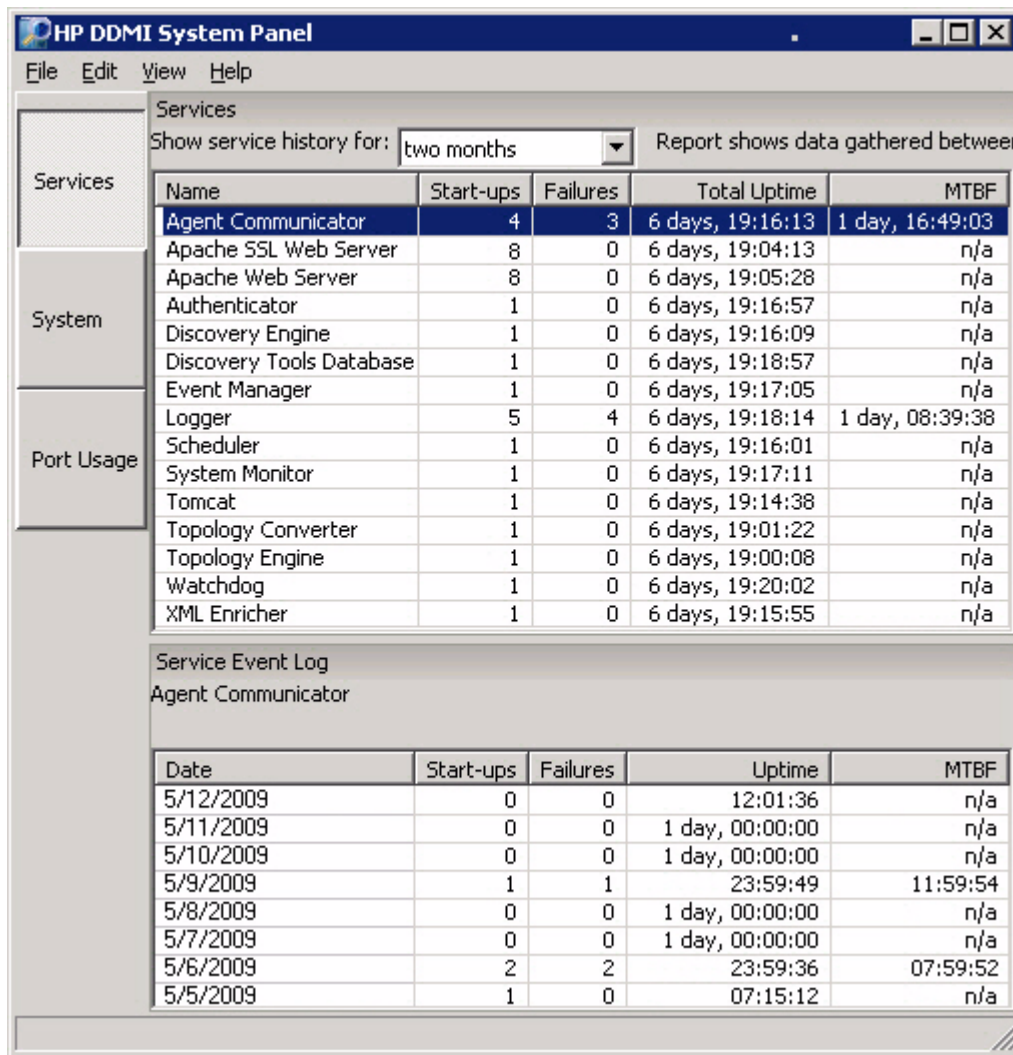 HP DDMI System Panel
File Edit View Help
Services
Show service history for: two months Report shows data gathered between
Services
System
Port Usage
Name Start-ups Failures Total Uptime MTBF
Agent Communicator 4 3 6 days, 19:16:13 1 day, 16:49:03
Apache SSL Web Server 8 0 6 days, 19:04:13 n/a
Apache Web Server 8 0 6 days, 19:05:28 n/a
Authenticator 1 0 6 days, 19:16:57 n/a
Discovery Engine 1 0 6 days, 19:16:09 n/a
Discovery Tools Database 1 0 6 days, 19:18:57 n/a
Event Manager 1 0 6 days, 19:17:05 n/a
Logger 5 4 6 days, 19:18:14 1 day, 08:39:38
Scheduler 1 0 6 days, 19:16:01 n/a
System Monitor 1 0 6 days, 19:17:11 n/a
Tomcat 1 0 6 days, 19:14:38 n/a
Topology Converter 1 0 6 days, 19:01:22 n/a
Topology Engine 1 0 6 days, 19:00:08 n/a
Watchdog 1 0 6 days, 19:20:02 n/a
XML Enricher 1 0 6 days, 19:15:55 n/a
Service Event Log
Agent Communicator
Date Start-ups Failures Uptime MTBF
5/12/2009 0 0 12:01:36 n/a
5/11/2009 0 0 1 day, 00:00:00 n/a
5/10/2009 0 0 1 day, 00:00:00 n/a
5/9/2009 1 1 23:59:49 11:59:54
5/8/2009 0 0 1 day, 00:00:00 n/a
5/7/2009 0 0 1 day, 00:00:00 n/a
5/6/2009 2 2 23:59:36 07:59:52
5/5/2009 1 0 07:15:12 n/a